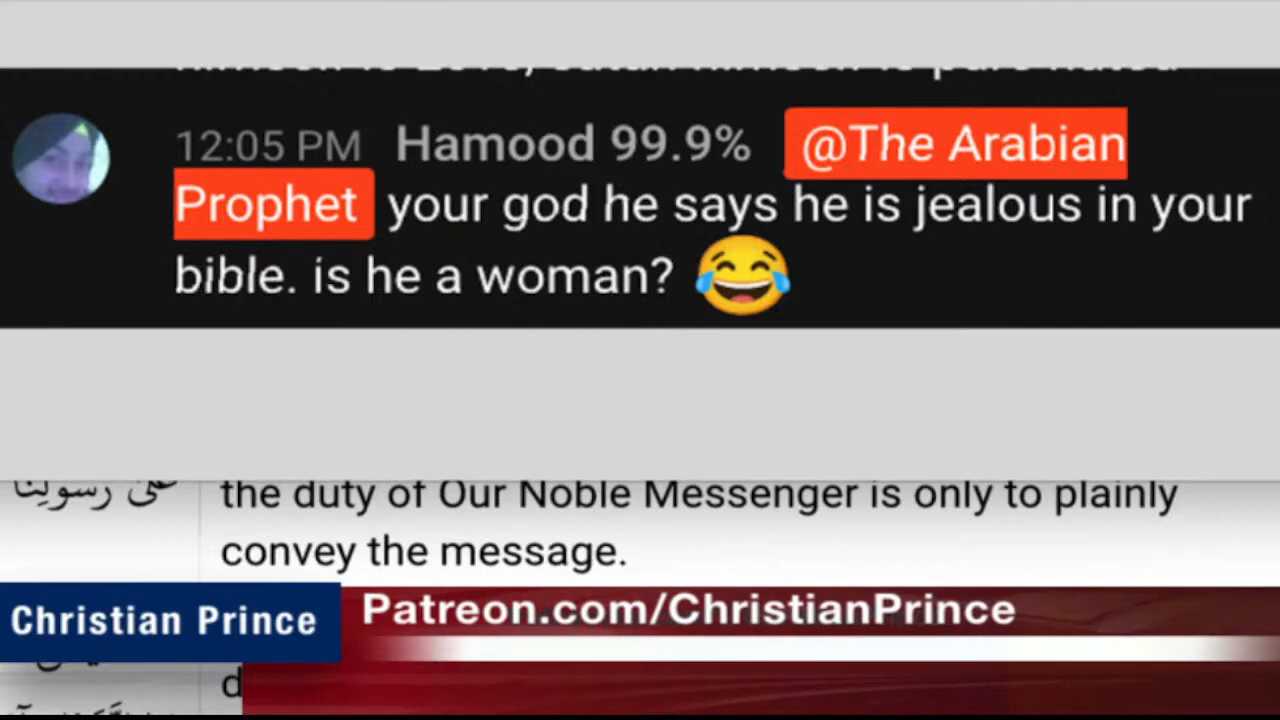 12:05 PM Hamood 99.9% @The Arabian
Prophet your god he says he is jealous in your
bible. is he a woman? 😂
على رسولنا the duty of Our Noble Messenger is only to plainly
convey the message.
Christian Prince Patreon.com/ChristianPrince
d